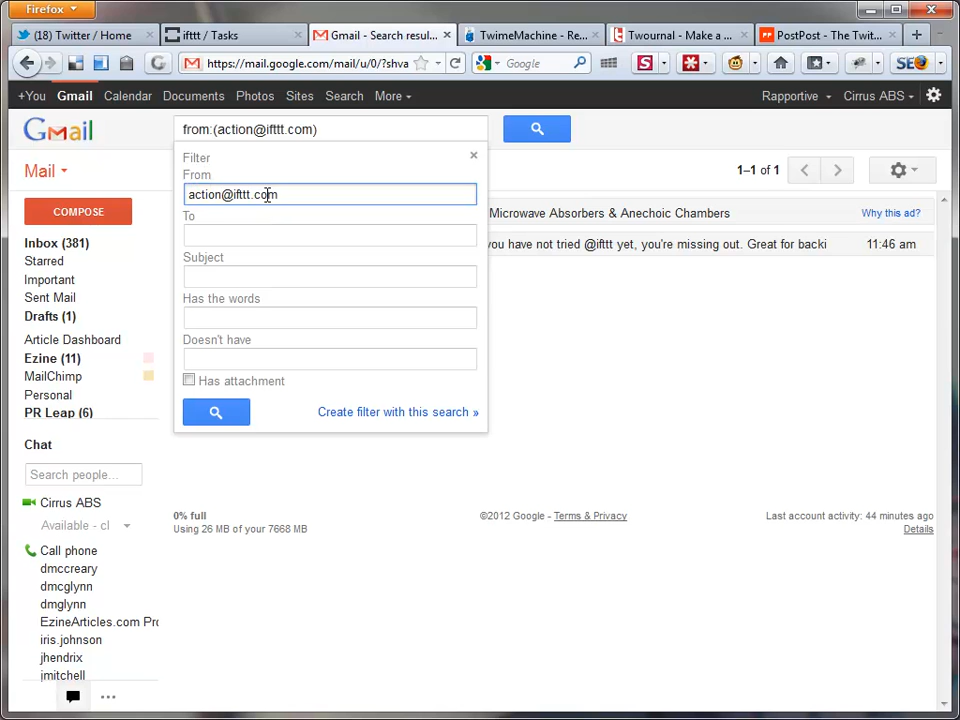 Firefox
(18) Twitter / Home
ifttt / Tasks
Gmail - Search resul...
TwimeMachine - Re...
Twournal - Make a ...
PostPost - The Twit...
https://mail.google.com/mail/u/0/?shva
Google
SEO
+You
Gmail
Calendar
Documents
Photos
Sites
Search
More
Rapportive
Cirrus ABS
Gmail
from:(action@ifttt.com)
Mail
Filter
From
1–1 of 1
action@ifttt.com
COMPOSE
To
Microwave Absorbers & Anechoic Chambers
Why this ad?
Inbox (381)
you have not tried @ifttt yet, you're missing out. Great for backi
11:46 am
Starred
Subject
Important
Sent Mail
Has the words
Drafts (1)
Article Dashboard
Doesn't have
Ezine (11)
MailChimp
Has attachment
Personal
PR Leap (6)
Create filter with this search »
Chat
Search people...
Cirrus ABS
Available - cl
0% full
Using 26 MB of your 7668 MB
©2012 Google - Terms & Privacy
Last account activity: 44 minutes ago
Details
Call phone
dmccreary
dmcglynn
dmglynn
EzineArticles.com Pro
iris.johnson
jhendrix
jmitchell